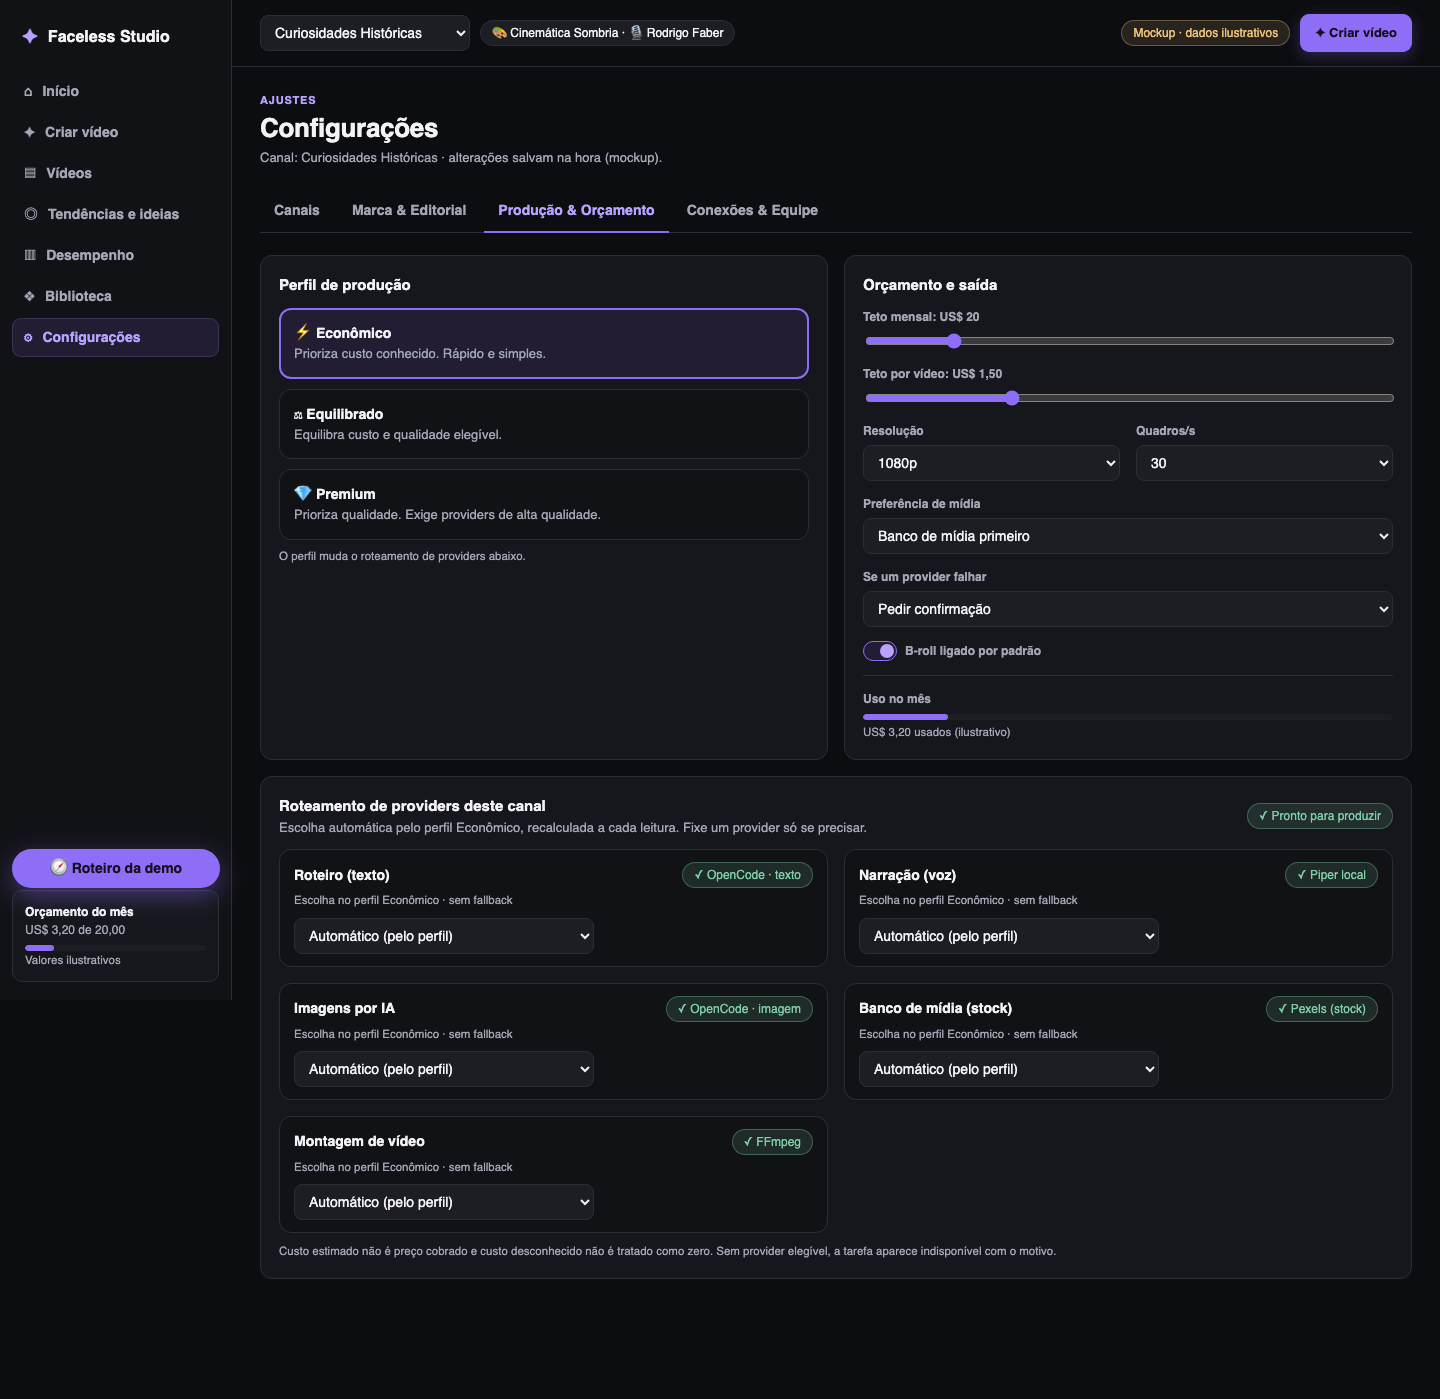 Faceless Studio
Início
Criar vídeo
Vídeos
Tendências e ideias
Desempenho
Biblioteca
Configurações
Roteiro da demo
Orçamento do mês
US$ 3,20 de 20,00
Valores ilustrativos
Curiosidades Históricas
Cinemática Sombria · Rodrigo Faber
Mockup · dados ilustrativos
Criar vídeo
AJUSTES
Configurações
Canal: Curiosidades Históricas · alterações salvam na hora (mockup).
Canais
Marca & Editorial
Produção & Orçamento
Conexões & Equipe
Perfil de produção
Econômico
Prioriza custo conhecido. Rápido e simples.
Equilibrado
Equilibra custo e qualidade elegível.
Premium
Prioriza qualidade. Exige providers de alta qualidade.
O perfil muda o roteamento de providers abaixo.
Orçamento e saída
Teto mensal: US$ 20
Teto por vídeo: US$ 1,50
Resolução
Quadros/s
1080p
30
Preferência de mídia
Banco de mídia primeiro
Se um provider falhar
Pedir confirmação
B-roll ligado por padrão
Uso no mês
US$ 3,20 usados (ilustrativo)
Roteamento de providers deste canal
Escolha automática pelo perfil Econômico, recalculada a cada leitura. Fixe um provider só se precisar.
✓ Pronto para produzir
Roteiro (texto)
✓ OpenCode · texto
Escolha no perfil Econômico · sem fallback
Automático (pelo perfil)
Narração (voz)
✓ Piper local
Escolha no perfil Econômico · sem fallback
Automático (pelo perfil)
Imagens por IA
✓ OpenCode · imagem
Escolha no perfil Econômico · sem fallback
Automático (pelo perfil)
Banco de mídia (stock)
✓ Pexels (stock)
Escolha no perfil Econômico · sem fallback
Automático (pelo perfil)
Montagem de vídeo
✓ FFmpeg
Escolha no perfil Econômico · sem fallback
Automático (pelo perfil)
Custo estimado não é preço cobrado e custo desconhecido não é tratado como zero. Sem provider elegível, a tarefa aparece indisponível com o motivo.